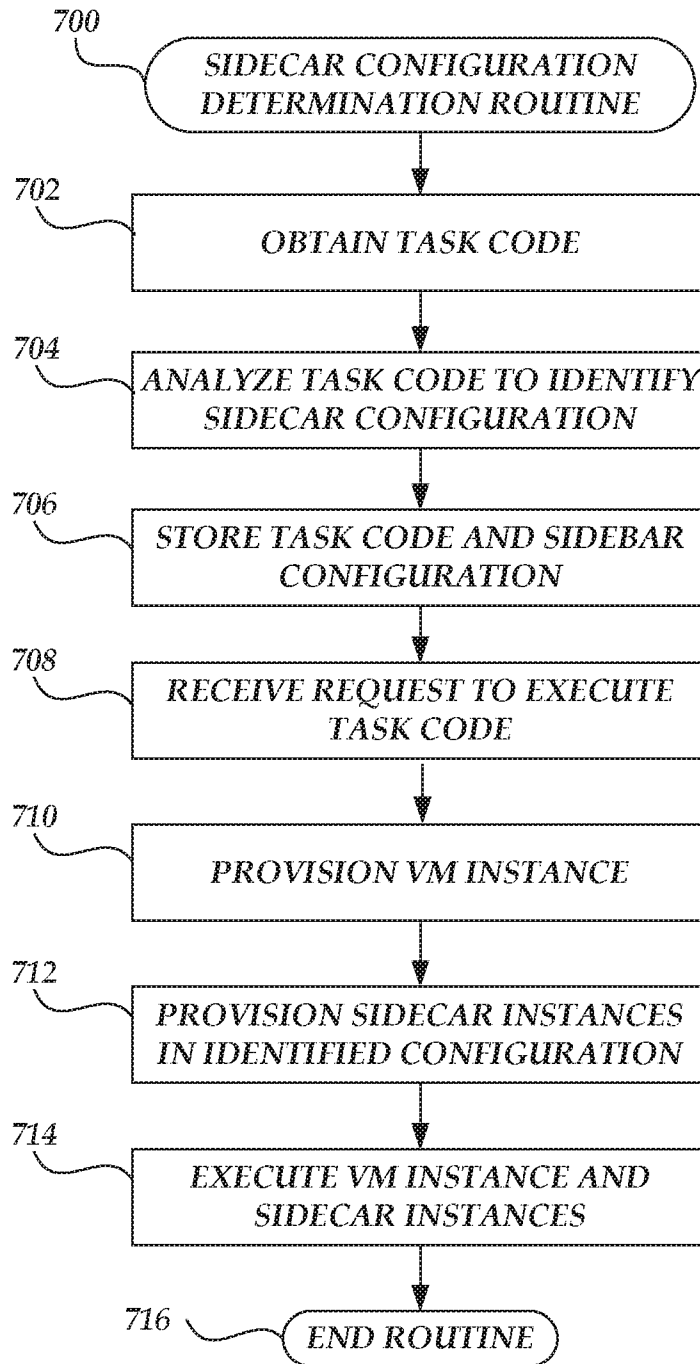 700
SIDECAR CONFIGURATION
DETERMINATION ROUTINE
702
OBTAIN TASK CODE
704
ANALYZE TASK CODE TO IDENTIFY
SIDECAR CONFIGURATION
706
STORE TASK CODE AND SIDEBAR
CONFIGURATION
708
RECEIVE REQUEST TO EXECUTE
TASK CODE
710
PROVISION VM INSTANCE
712
PROVISION SIDECAR INSTANCES
IN IDENTIFIED CONFIGURATION
714
EXECUTE VM INSTANCE AND
SIDECAR INSTANCES
716
END ROUTINE